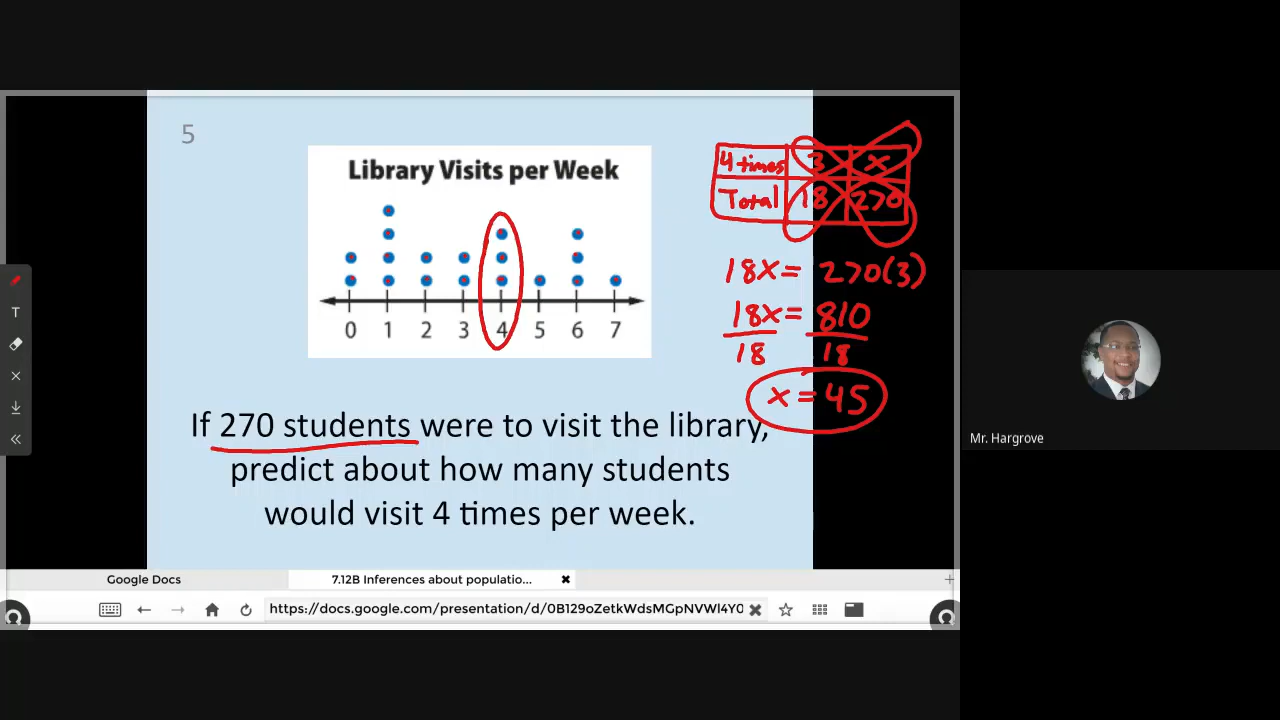 5
Library Visits per Week
0 1 2 3 4 5 6 7
4 times 3 x
Total 18 270
18x = 270(3)
18x = 810
18 18
x = 45
If 270 students were to visit the library,
predict about how many students
would visit 4 times per week.
T
Mr. Hargrove
Google Docs 7.12B Inferences about populatio...
https://docs.google.com/presentation/d/0B129oZetkWdsMGpNVWl4Y0